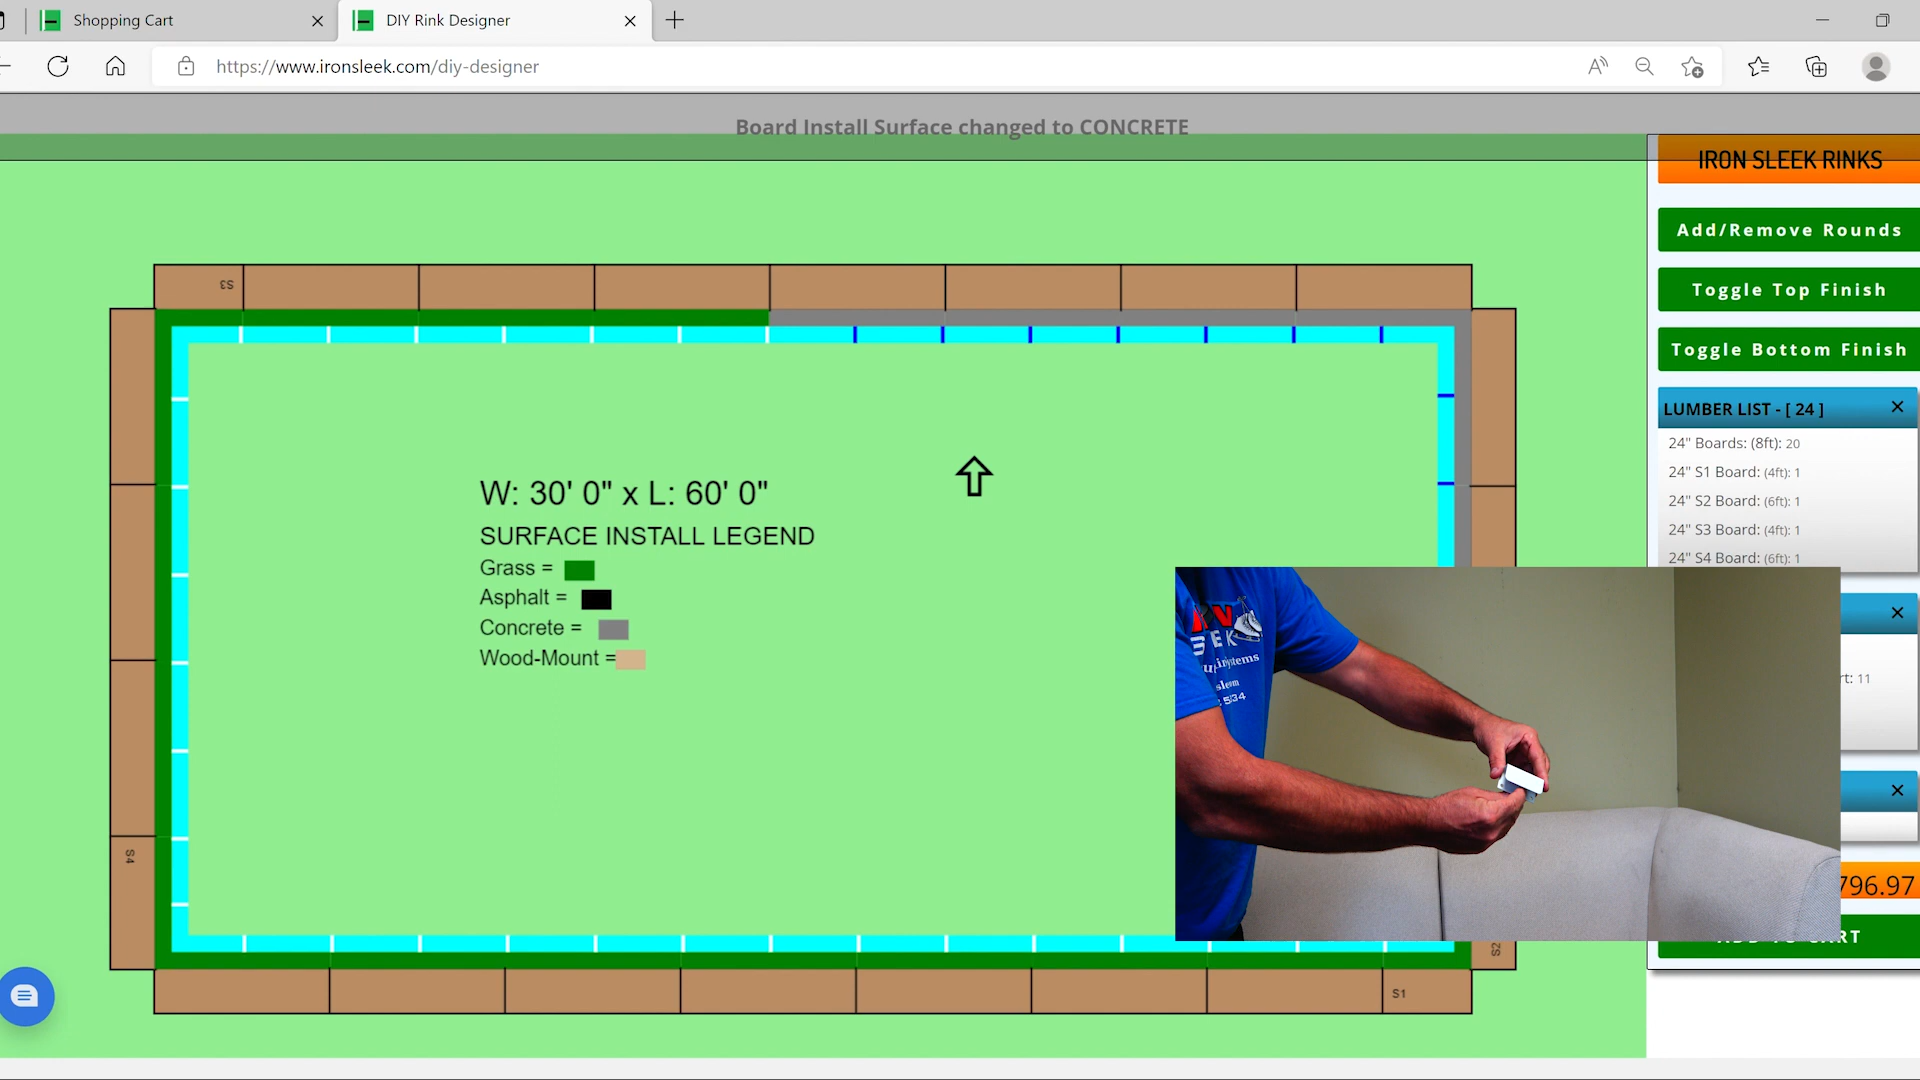 Shopping Cart
DIY Rink Designer
https://www.ironsleek.com/diy-designer
Board Install Surface changed to CONCRETE
IRON SLEEK RINKS
Add/Remove Rounds
Toggle Top Finish
Toggle Bottom Finish
LUMBER LIST - [ 24 ]
24" Boards: (8ft): 20
24" S1 Board: (4ft): 1
24" S2 Board: (6ft): 1
24" S3 Board: (4ft): 1
24" S4 Board: (6ft): 1
S3
W: 30' 0" x L: 60' 0"
SURFACE INSTALL LEGEND
Grass =
Asphalt =
Concrete =
Wood-Mount =
rt: 11
S4
796.97
CART
S2
S1